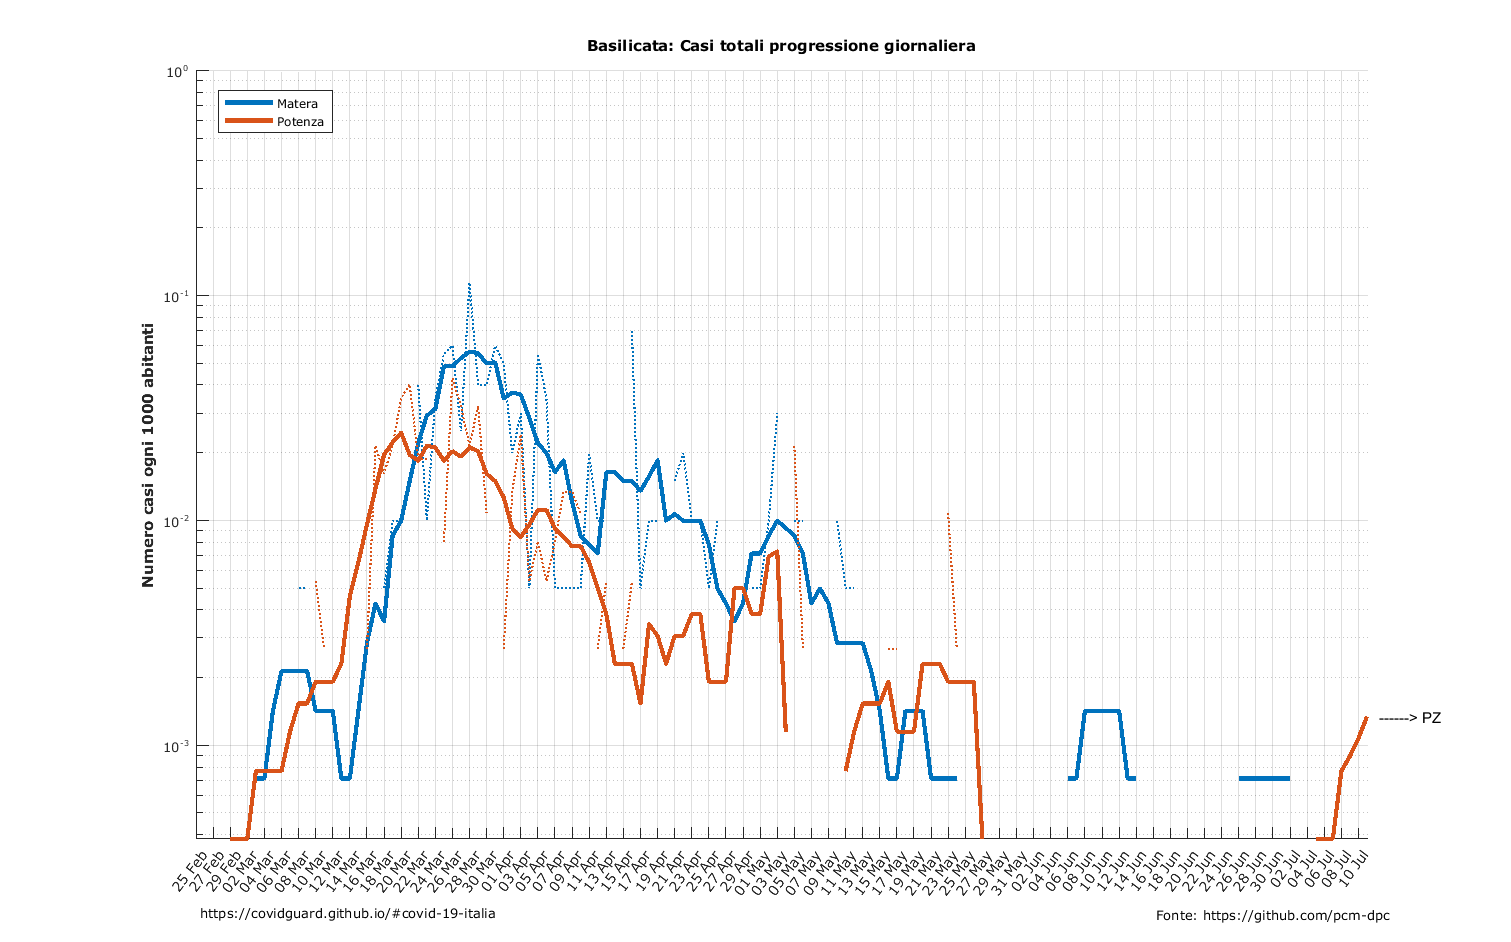 Basilicata: Casi totali progressione giornaliera
10^0
10^-1
10^-2
10^-3
Numero casi ogni 1000 abitanti
Matera
Potenza
------> PZ
25 Feb
27 Feb
29 Feb
02 Mar
04 Mar
06 Mar
08 Mar
10 Mar
12 Mar
14 Mar
16 Mar
18 Mar
20 Mar
22 Mar
24 Mar
26 Mar
28 Mar
30 Mar
01 Apr
03 Apr
05 Apr
07 Apr
09 Apr
11 Apr
13 Apr
15 Apr
17 Apr
19 Apr
21 Apr
23 Apr
25 Apr
27 Apr
29 Apr
01 May
03 May
05 May
07 May
09 May
11 May
13 May
15 May
17 May
19 May
21 May
23 May
25 May
27 May
29 May
31 May
02 Jun
04 Jun
06 Jun
08 Jun
10 Jun
12 Jun
14 Jun
16 Jun
18 Jun
20 Jun
22 Jun
24 Jun
26 Jun
28 Jun
30 Jun
02 Jul
04 Jul
06 Jul
08 Jul
10 Jul
https://covidguard.github.io/#covid-19-italia
Fonte: https://github.com/pcm-dpc